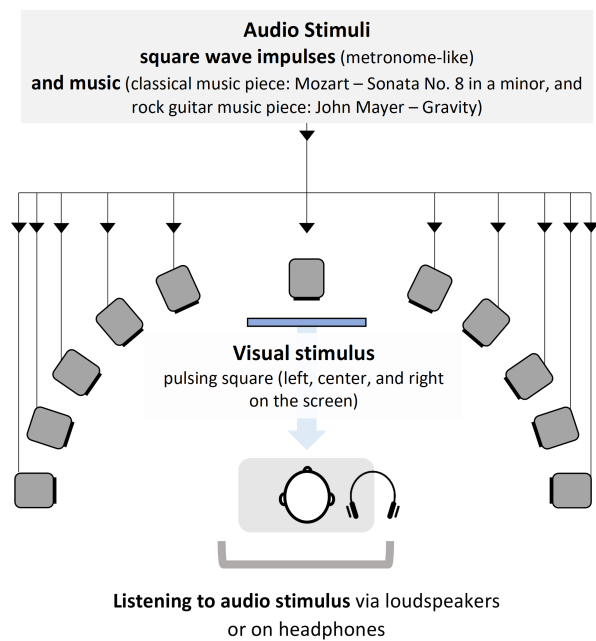 Audio Stimuli
square wave impulses (metronome-like)
and music (classical music piece: Mozart – Sonata No. 8 in a minor, and
rock guitar music piece: John Mayer – Gravity)
Visual stimulus
pulsing square (left, center, and right
on the screen)
Listening to audio stimulus via loudspeakers
or on headphones